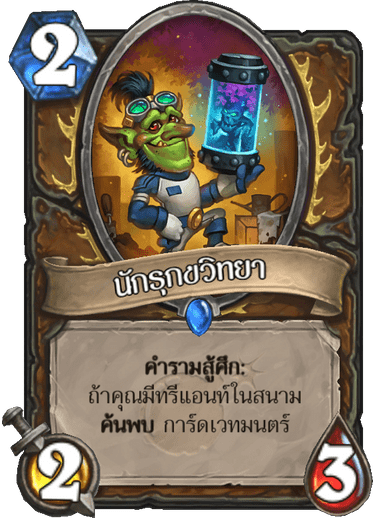 2
นักรุกขวิทยา
คำรามสู้ศึก:
ถ้าคุณมีทรีแอนท์ในสนาม
ค้นพบ การ์ดเวทมนตร์
2
3